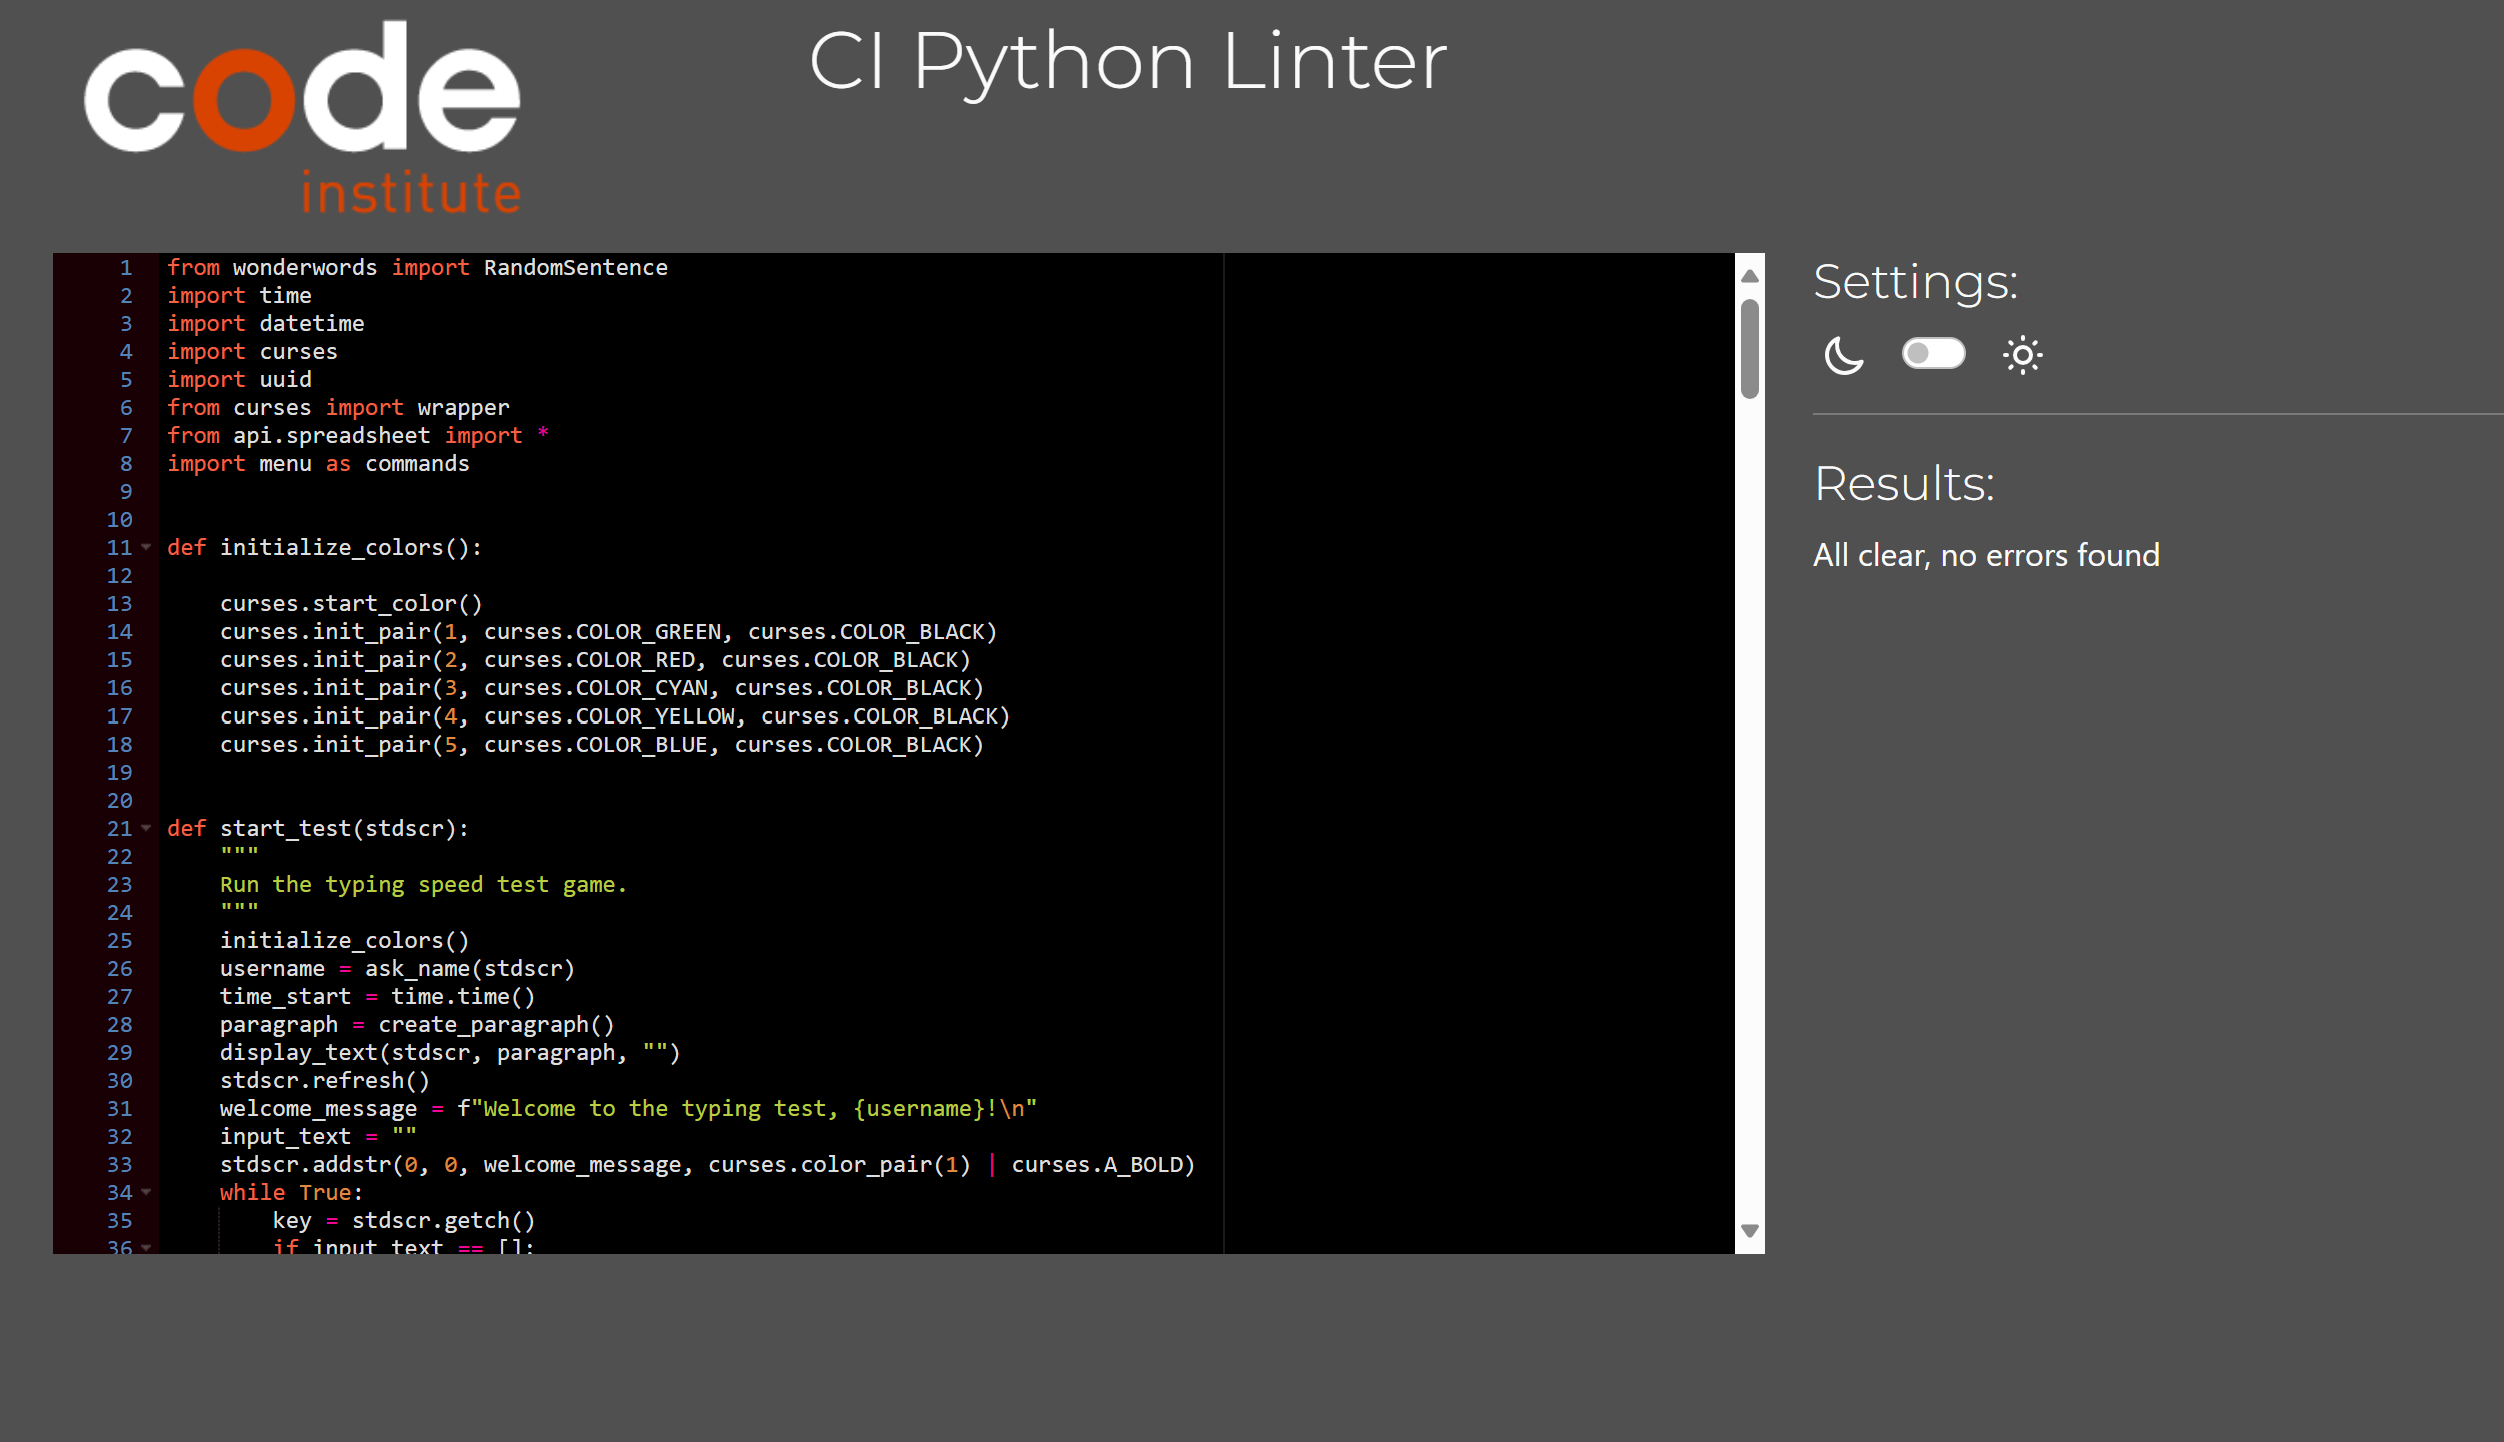 code
institute
CI Python Linter
1 from wonderwords import RandomSentence
2 import time
3 import datetime
4 import curses
5 import uuid
6 from curses import wrapper
7 from api.spreadsheet import *
8 import menu as commands
9
10
11 def initialize_colors():
12
13     curses.start_color()
14     curses.init_pair(1, curses.COLOR_GREEN, curses.COLOR_BLACK)
15     curses.init_pair(2, curses.COLOR_RED, curses.COLOR_BLACK)
16     curses.init_pair(3, curses.COLOR_CYAN, curses.COLOR_BLACK)
17     curses.init_pair(4, curses.COLOR_YELLOW, curses.COLOR_BLACK)
18     curses.init_pair(5, curses.COLOR_BLUE, curses.COLOR_BLACK)
19
20
21 def start_test(stdscr):
22     """
23     Run the typing speed test game.
24     """
25     initialize_colors()
26     username = ask_name(stdscr)
27     time_start = time.time()
28     paragraph = create_paragraph()
29     display_text(stdscr, paragraph, "")
30     stdscr.refresh()
31     welcome_message = f"Welcome to the typing test, {username}!\n"
32     input_text = ""
33     stdscr.addstr(0, 0, welcome_message, curses.color_pair(1) | curses.A_BOLD)
34     while True:
35         key = stdscr.getch()
36         if input_text == []:
Settings:
Results:
All clear, no errors found